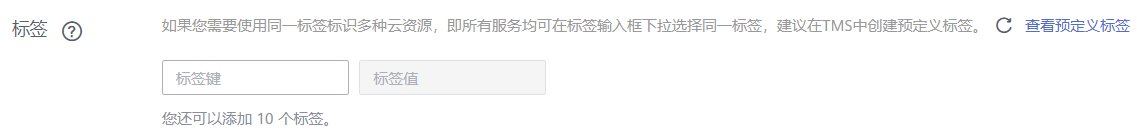 标签 ? 如果您需要使用同一标签标识多种云资源，即所有服务均可在标签输入框下拉选择同一标签，建议在TMS中创建预定义标签。 查看预定义标签
标签键 标签值
您还可以添加 10 个标签。